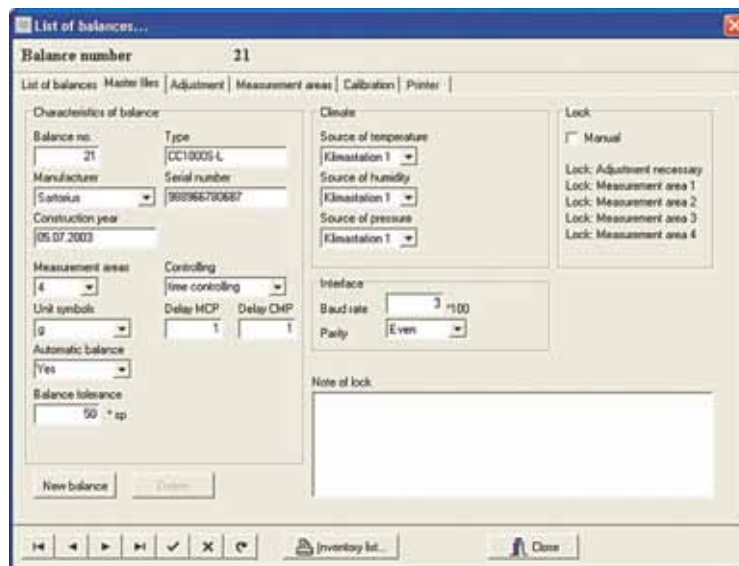 List of balances...
Balance number 21
List of balances Master files Adjustment Measurement areas Calibration Printer
Characteristics of balance
Balance no. Type
21 CC1000S-L
Manufacturer Serial number
Sartorius
Construction year
05.07.2003
Measurement areas Controlling
4 time controlling
Unit symbols Delay MCP Delay CMP
g 1 1
Automatic balance
Yes
Balance tolerance
50 * sp
New balance Delete
Climate
Source of temperature
Klimastation 1
Source of humidity
Klimastation 1
Source of pressure
Klimastation 1
Interface
Baud rate 3 *100
Parity Even
Note of lock
Lock
Manual
Lock: Adjustment necessary
Lock: Measurement area 1
Lock: Measurement area 2
Lock: Measurement area 3
Lock: Measurement area 4
Inventory list... Close